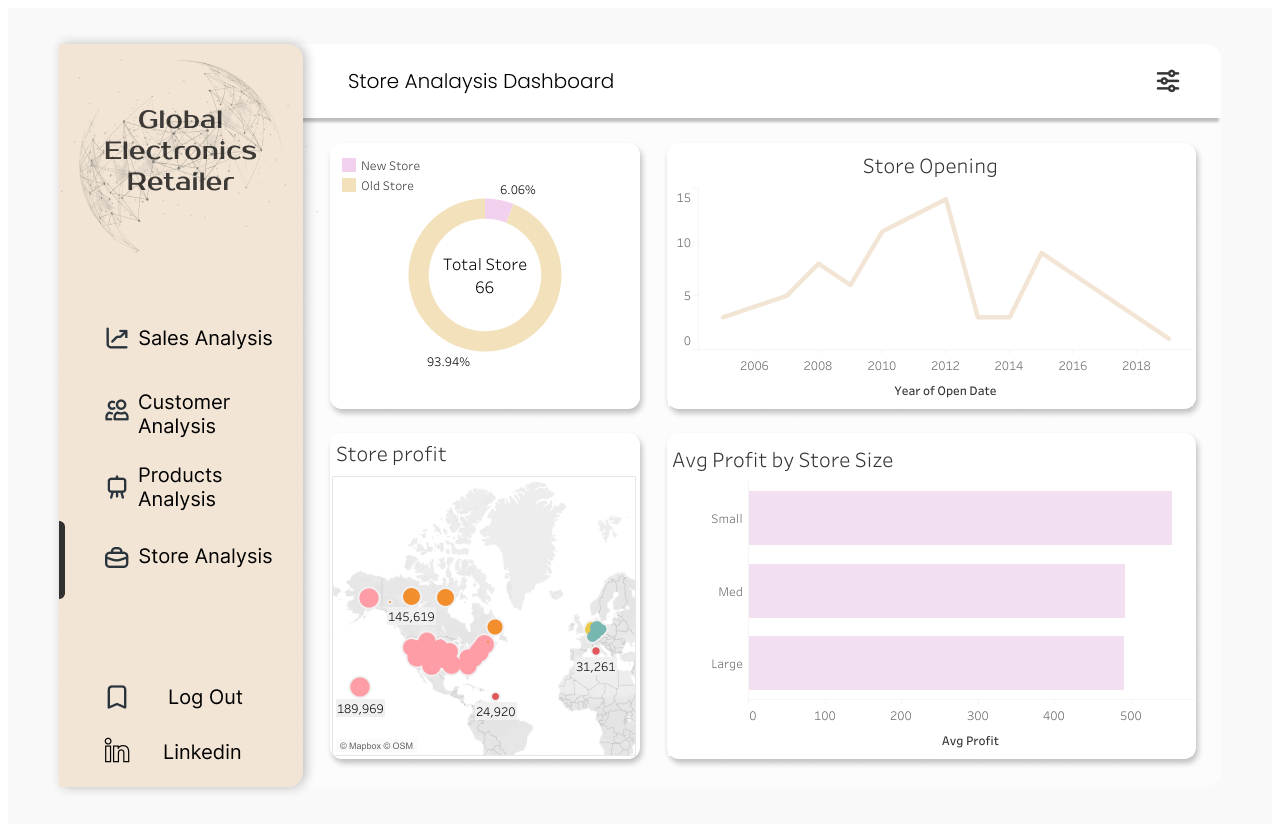 Global
Electronics
Retailer
Sales Analysis
Customer
Analysis
Products
Analysis
Store Analysis
Log Out
Linkedin
Store Analaysis Dashboard
New Store
Old Store
6.06%
Total Store
66
93.94%
Store Opening
15
10
5
0
2006 2008 2010 2012 2014 2016 2018
Year of Open Date
Store profit
145,619
31,261
189,969
24,920
© Mapbox © OSM
Avg Profit by Store Size
Small
Med
Large
0 100 200 300 400 500
Avg Profit